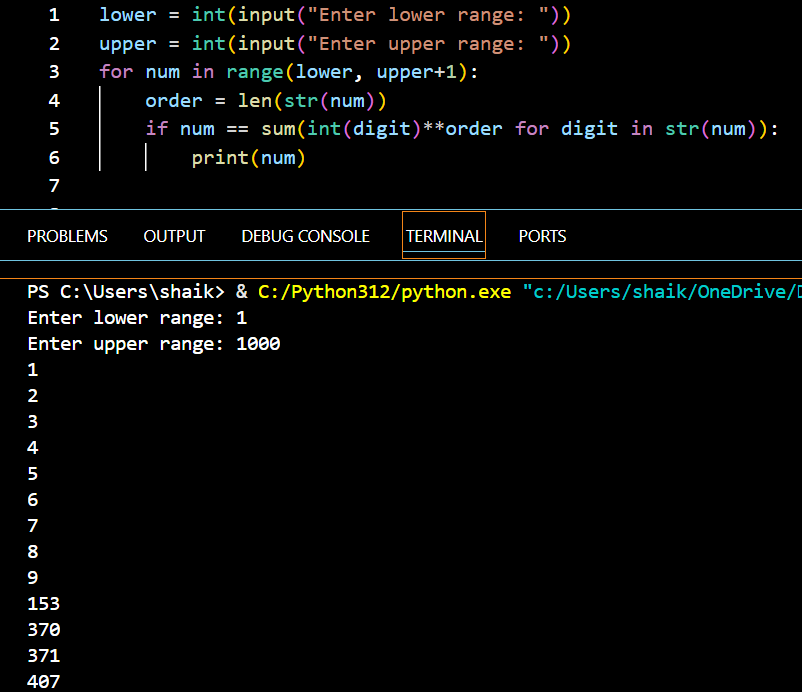 1 lower = int(input("Enter lower range: "))
2 upper = int(input("Enter upper range: "))
3 for num in range(lower, upper+1):
4     order = len(str(num))
5     if num == sum(int(digit)**order for digit in str(num)):
6         print(num)
7
PROBLEMS OUTPUT DEBUG CONSOLE TERMINAL PORTS
PS C:\Users\shaik> & C:/Python312/python.exe "c:/Users/shaik/OneDrive/
Enter lower range: 1
Enter upper range: 1000
1
2
3
4
5
6
7
8
9
153
370
371
407